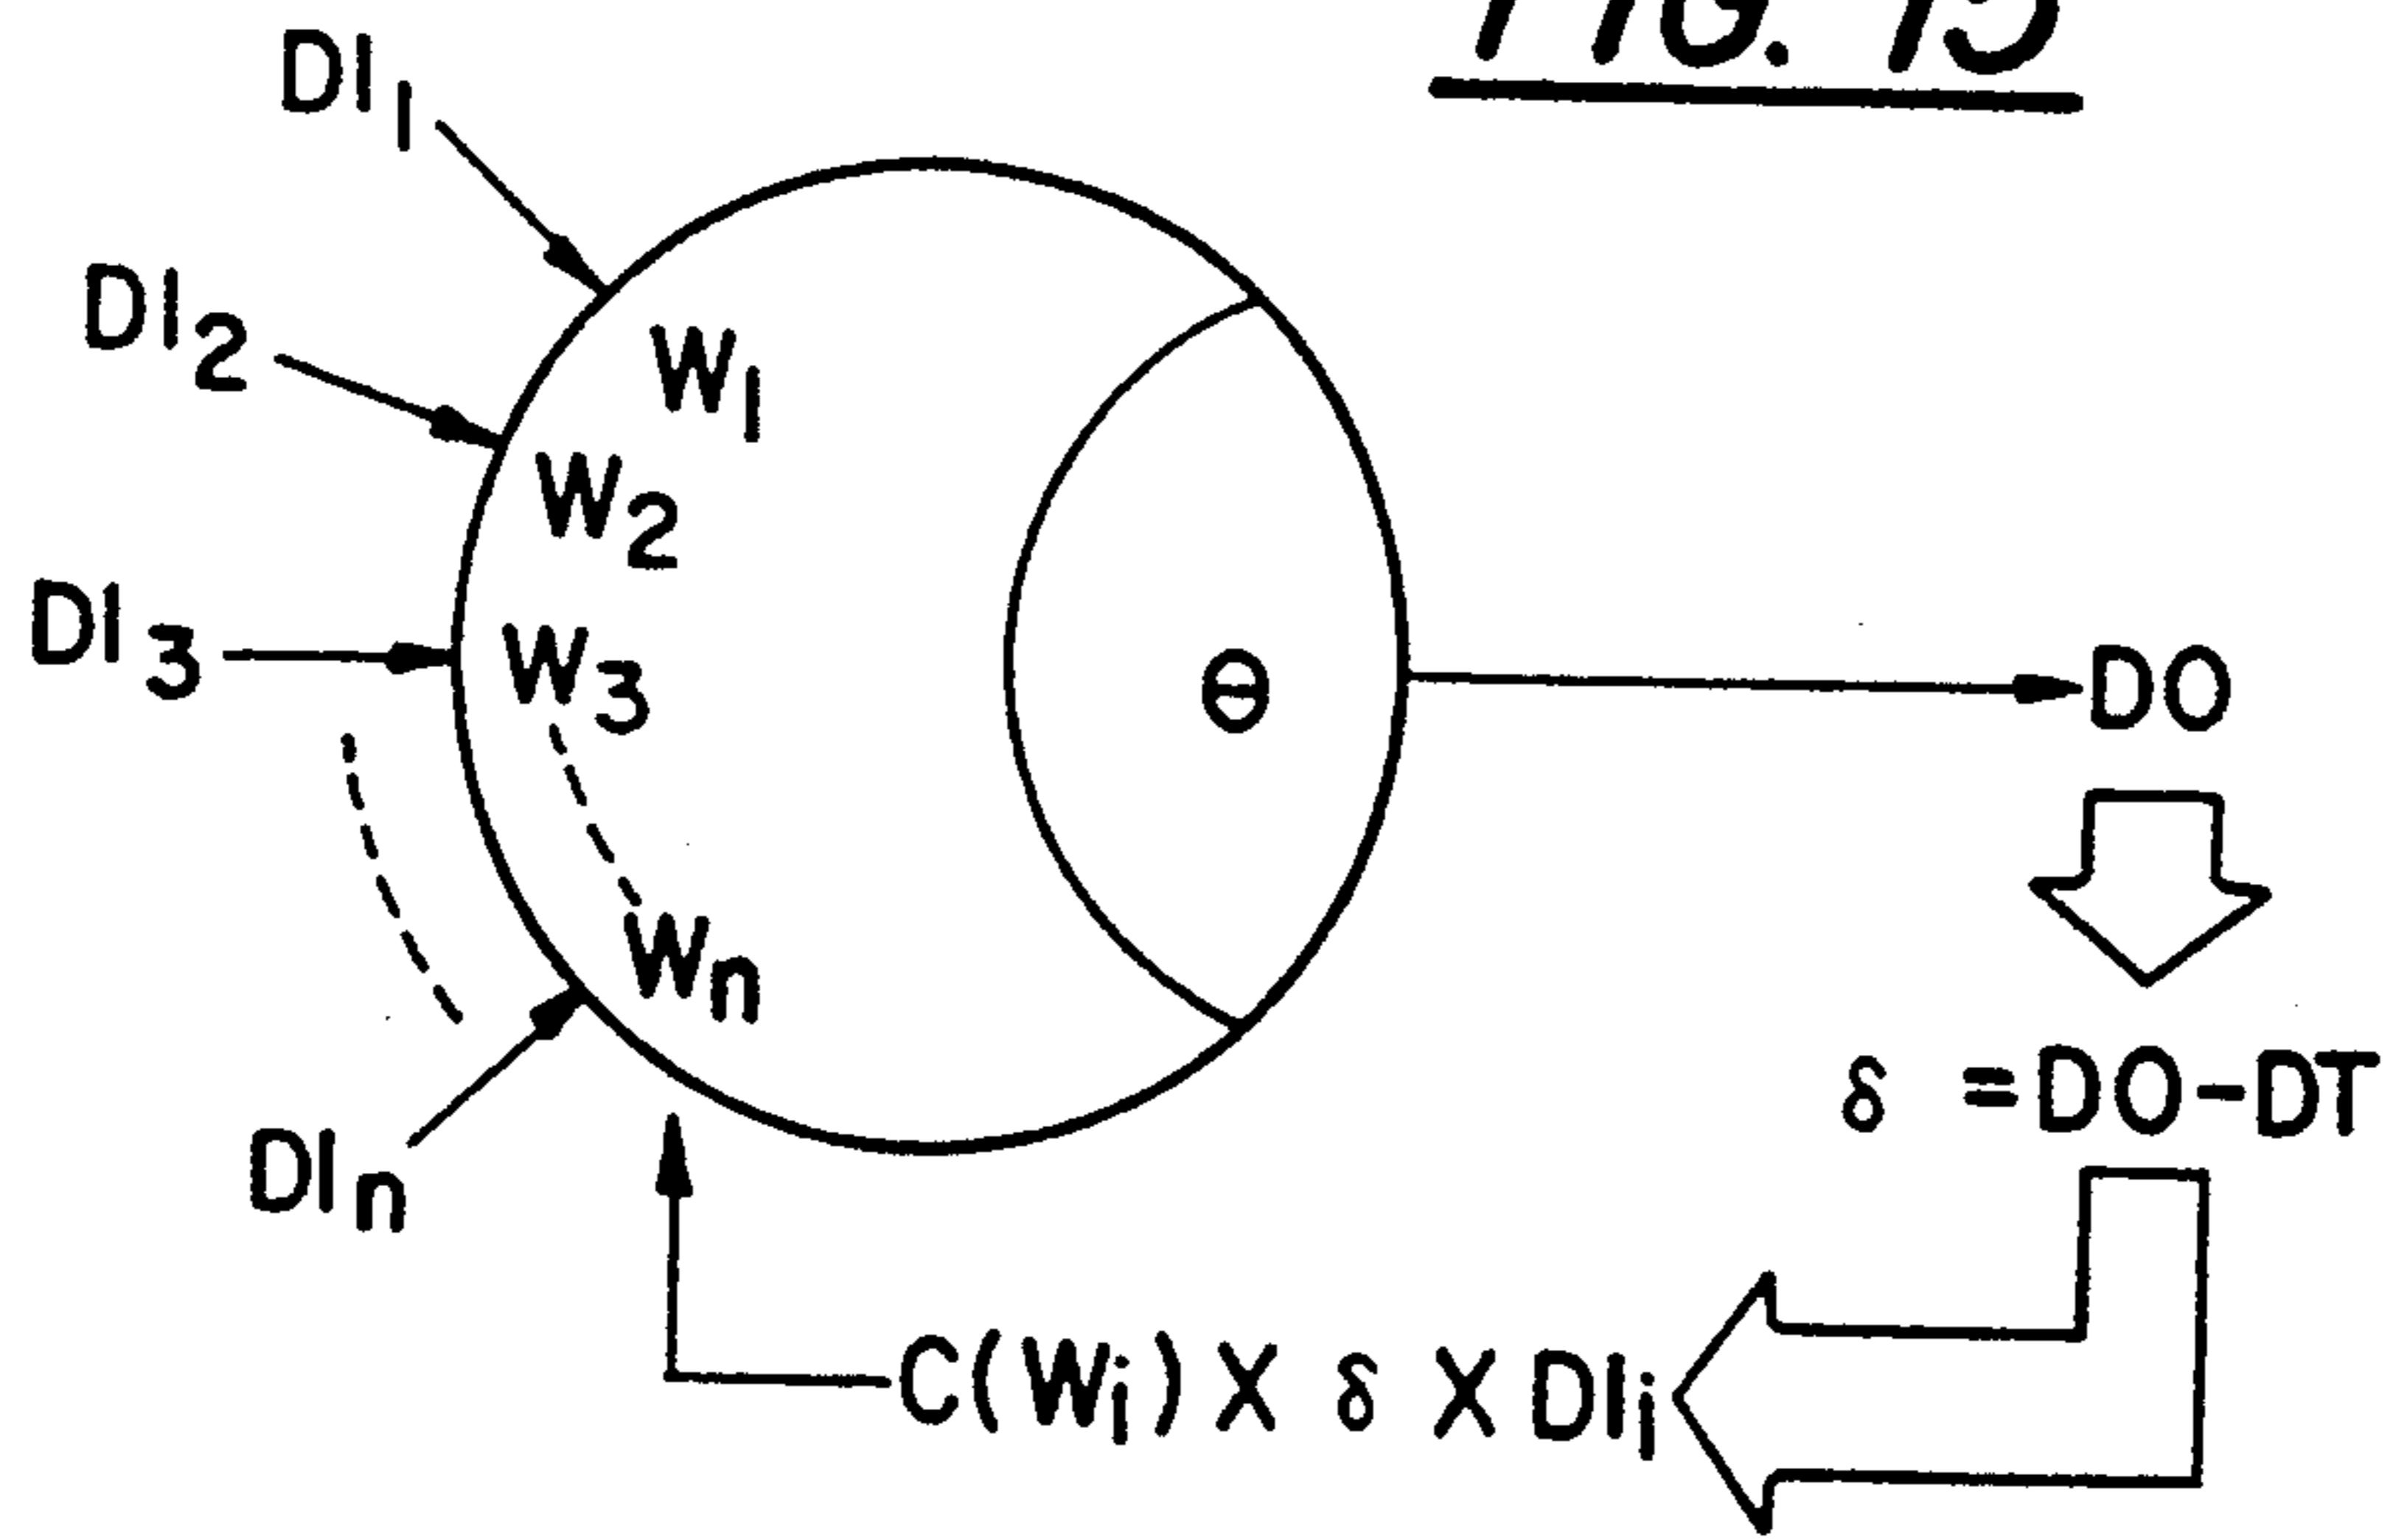 FIG. 15
DI1
DI2
DI3
DIn
W1
W2
W3
Wn
θ
DO
δ =DO-DT
C(Wi) X δ X DIi